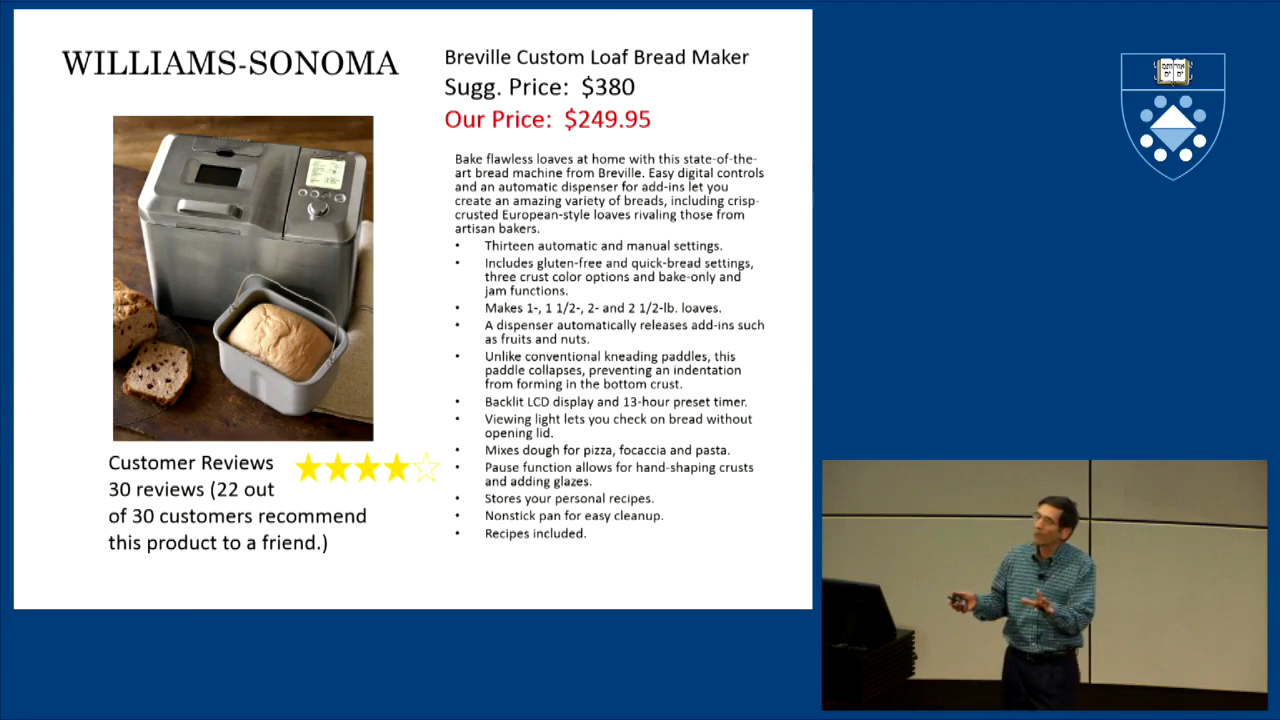 WILLIAMS-SONOMA
Breville Custom Loaf Bread Maker
Sugg. Price: $380
Our Price: $249.95
Bake flawless loaves at home with this state-of-the-
art bread machine from Breville. Easy digital controls
and an automatic dispenser for add-ins let you
create an amazing variety of breads, including crisp-
crusted European-style loaves rivaling those from
artisan bakers.
• Thirteen automatic and manual settings.
• Includes gluten-free and quick-bread settings,
three crust color options and bake-only and
jam functions.
• Makes 1-, 1 1/2-, 2- and 2 1/2-lb. loaves.
• A dispenser automatically releases add-ins such
as fruits and nuts.
• Unlike conventional kneading paddles, this
paddle collapses, preventing an indentation
from forming in the bottom crust.
• Backlit LCD display and 13-hour preset timer.
• Viewing light lets you check on bread without
opening lid.
• Mixes dough for pizza, focaccia and pasta.
• Pause function allows for hand-shaping crusts
and adding glazes.
• Stores your personal recipes.
• Nonstick pan for easy cleanup.
• Recipes included.
Customer Reviews
30 reviews (22 out
of 30 customers recommend
this product to a friend.)